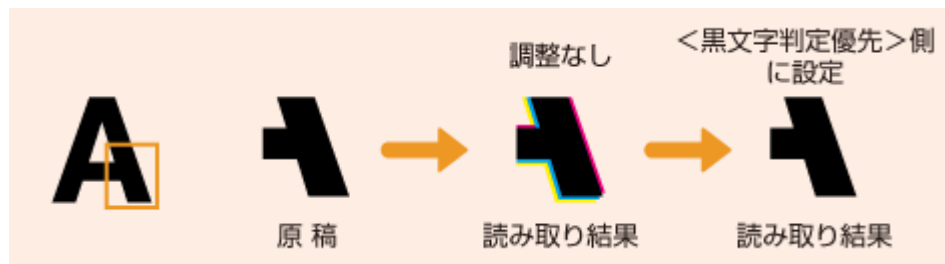 A
原 稿
調整なし
読み取り結果
＜黒文字判定優先＞側
に設定
読み取り結果